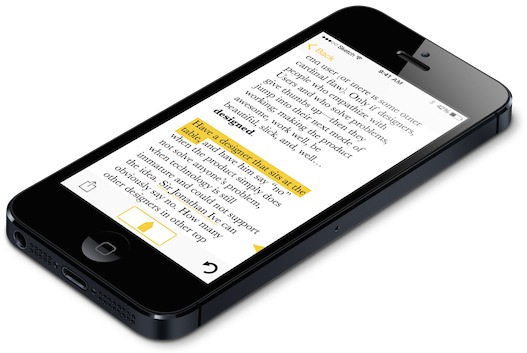 Sketch
9:41 AM
42%
Back
end user (or there is some other
cardinal flaw). Only if designers,
people who empathize with
Users and who solve problems,
give thumbs up—then they
jump into their next mode of
working: making the product
awesome, work well, be
beautiful, slick, and well...
designed.
Have a designer that sits at the
table, and have him say "no"
when the product simply does
not solve anyone's problem,
when technology is still
immature and could not support
the idea. Sir Jonathan Ive can
obviously say no. How many
other designers in other top